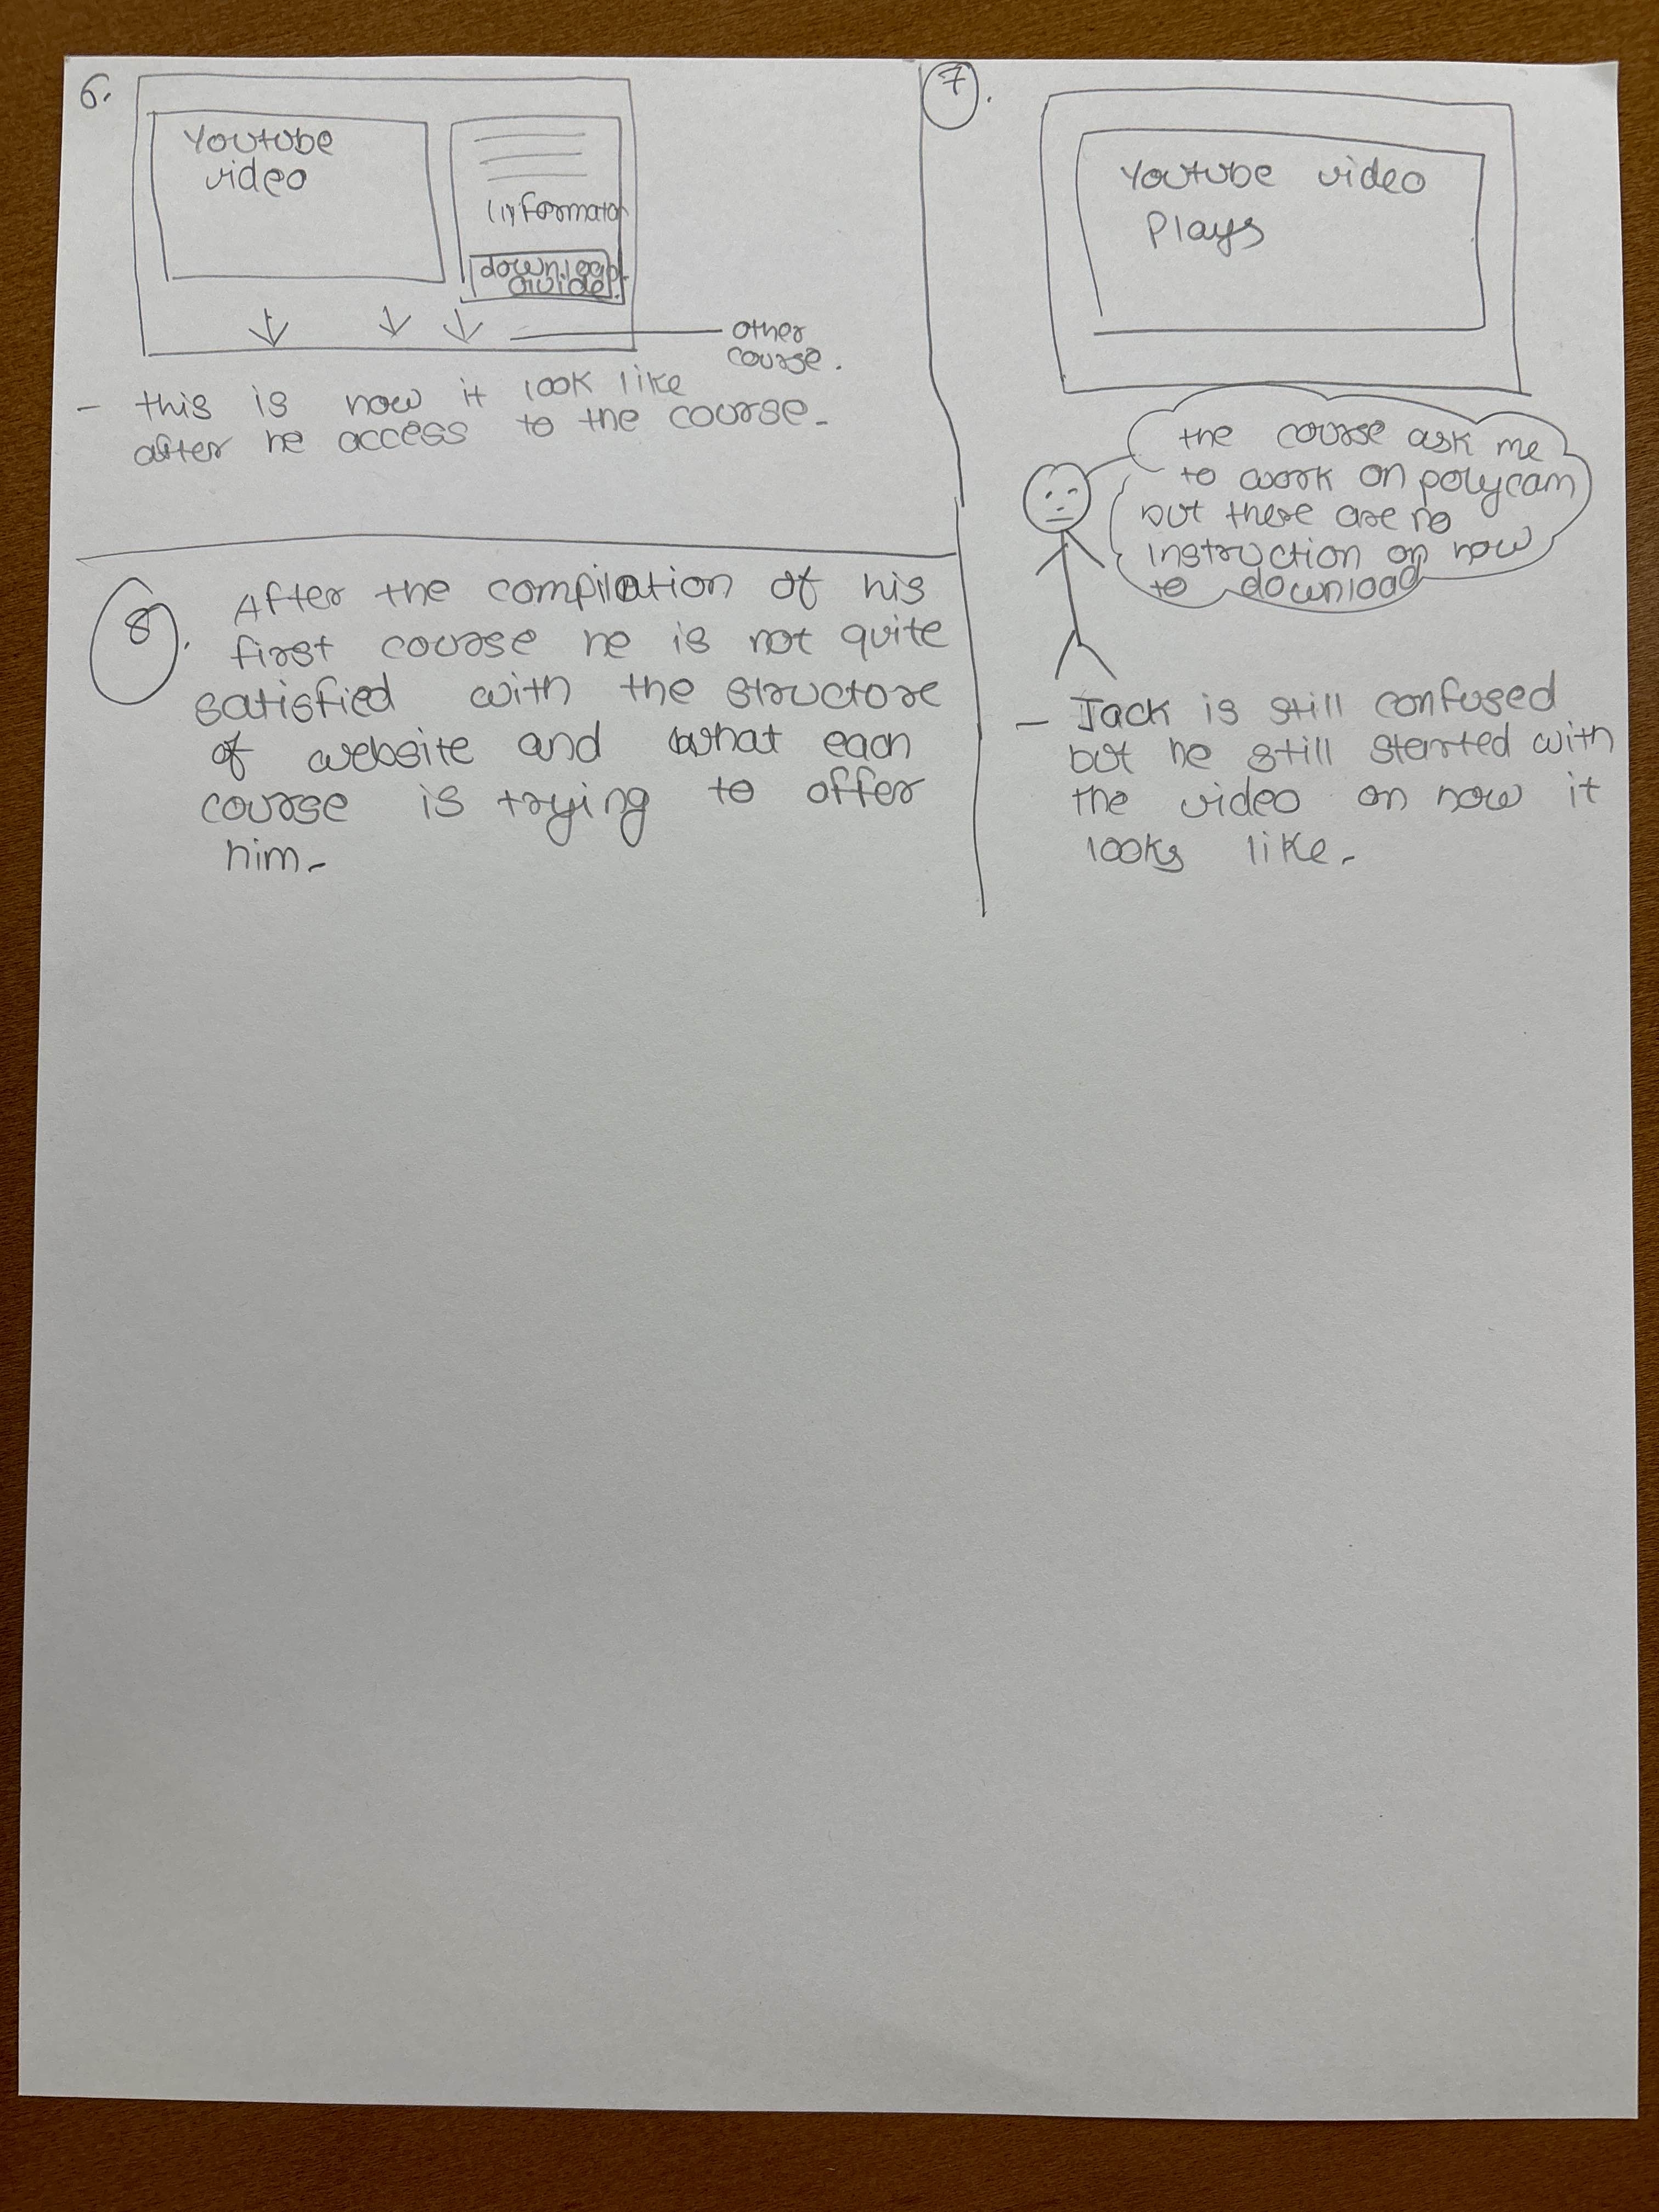 6.
Youtube
video
Informaton
download
Guide
other
course.
- this is how it look like
after he access to the course-
7.
Youtube video
Plays
the course ask me
to work on polycam
but there are no
instruction on how
to download
- Jack is still confused
but he still started with
the video on how it
looks like-
8. After the compilation of his
first course he is not quite
satisfied with the structore
of website and what each
course is trying to offer
him-